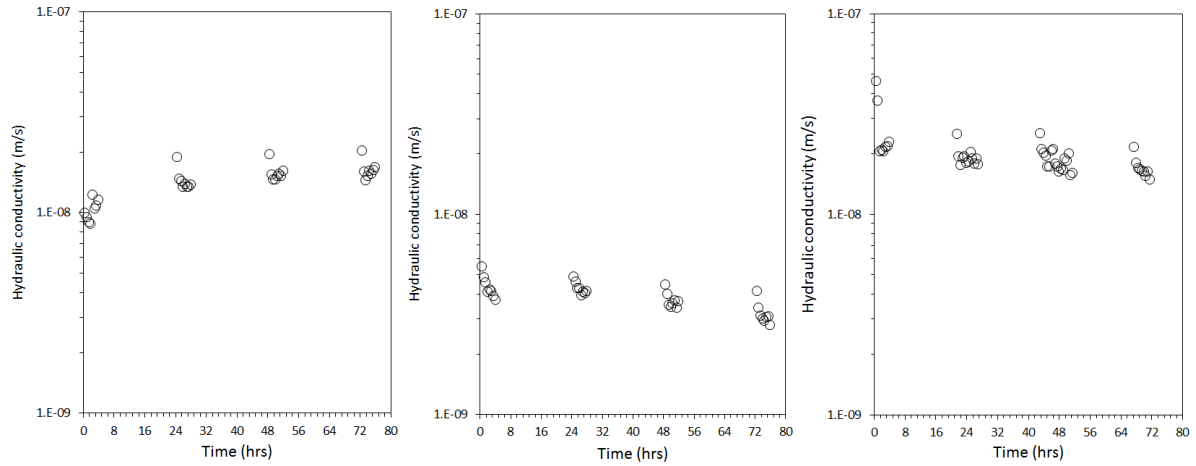 1.E-07
1.E-08
1.E-09
Hydraulic conductivity (m/s)
0 8 16 24 32 40 48 56 64 72 80
Time (hrs)
1.E-07
1.E-08
1.E-09
Hydraulic conductivity (m/s)
0 8 16 24 32 40 48 56 64 72 80
Time (hrs)
1.E-07
1.E-08
1.E-09
Hydraulic conductivity (m/s)
0 8 16 24 32 40 48 56 64 72 80
Time (hrs)